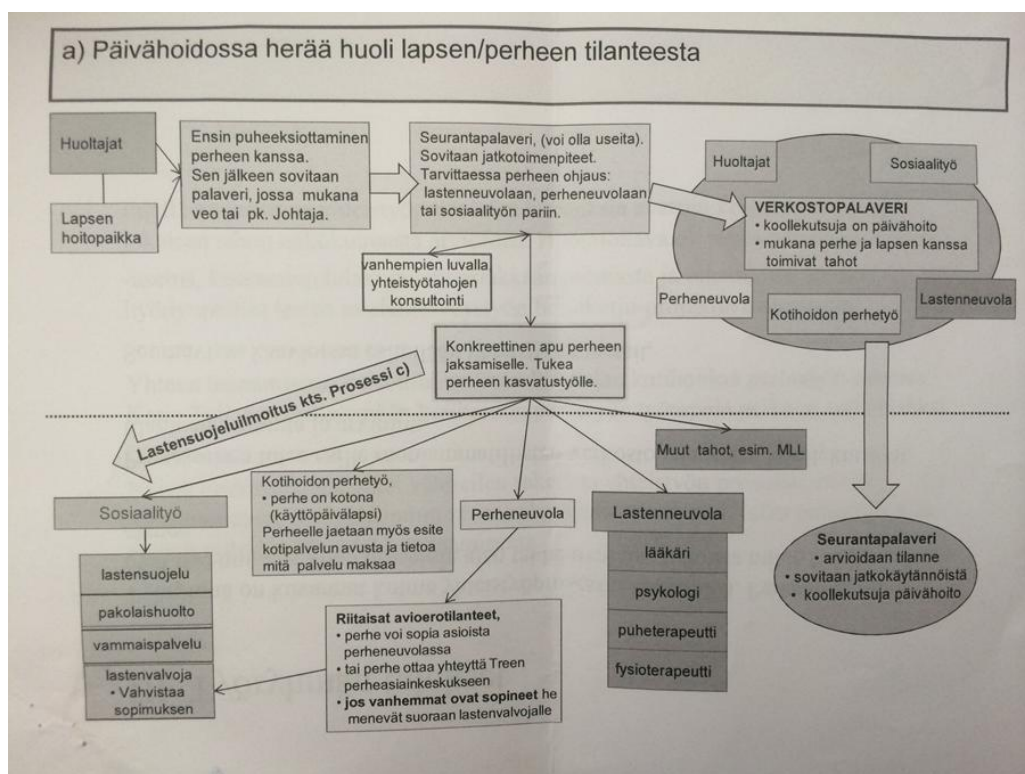 a) Päivähoidossa herää huoli lapsen/perheen tilanteesta
Huoltajat
Lapsen
hoitopaikka
Ensin puheeksiottaminen
perheen kanssa.
Sen jälkeen sovitaan
palaveri, jossa mukana
veo tai pk. Johtaja.
Seurantapalaveri, (voi olla useita).
Sovitaan jatkotoimenpiteet.
Tarvittaessa perheen ohjaus:
lastenneuvolaan, perheneuvolaan
tai sosiaalityön pariin.
Huoltajat
Sosiaalityö
VERKOSTOPALAVERI
• koollekutsuja on päivähoito
• mukana perhe ja lapsen kanssa
toimivat tahot
Perheneuvola
Kotihoidon perhetyö
Lastenneuvola
vanhempien luvalla
yhteistyötahojen
konsultointi
Konkreettinen apu perheen
jaksamiselle. Tukea
perheen kasvatustyölle.
Lastensuojeluilmoitus kts. Prosessi c)
Muut tahot, esim. MLL
Sosiaalityö
lastensuojelu
pakolaishuolto
vammaispalvelu
lastenvalvoja
• Vahvistaa
sopimuksen
Kotihoidon perhetyö,
• perhe on kotona
(käyttöpäivälapsi)
Perheelle jaetaan myös esite
kotipalvelun avusta ja tietoa
mitä palvelu maksaa
Perheneuvola
Riitaisat avioerotilanteet,
• perhe voi sopia asioista
perheneuvolassa
• tai perhe ottaa yhteyttä Treen
perheasiainkeskukseen
• jos vanhemmat ovat sopineet he
menevät suoraan lastenvalvojalle
Lastenneuvola
lääkäri
psykologi
puheterapeutti
fysioterapeutti
Seurantapalaveri
• arvioidaan tilanne
• sovitaan jatkokäytännöistä
• koollekutsuja päivähoito